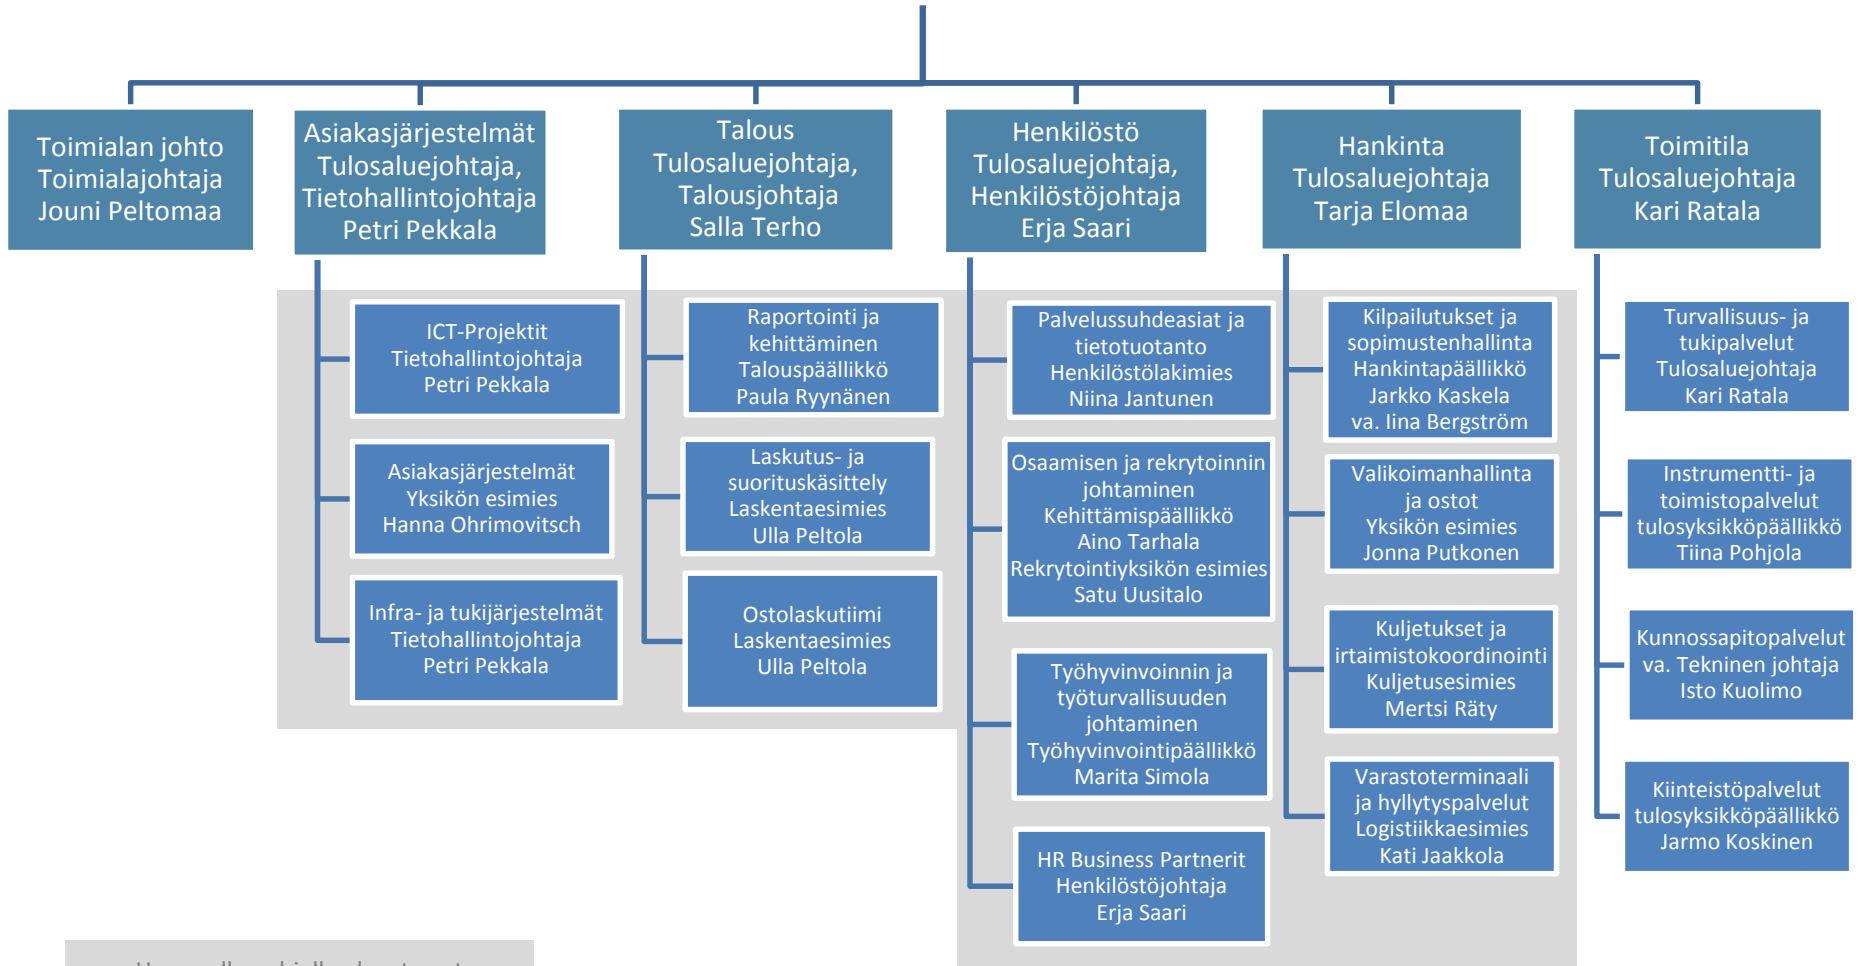 Toimialan johto
Toimialajohtaja
Jouni Peltomaa
Asiakasjärjestelmät
Tulosaluejohtaja,
Tietohallintojohtaja
Petri Pekkala
Talous
Tulosaluejohtaja,
Talousjohtaja
Salla Terho
Henkilöstö
Tulosaluejohtaja,
Henkilöstöjohtaja
Erja Saari
Hankinta
Tulosaluejohtaja
Tarja Elomaa
Toimitila
Tulosaluejohtaja
Kari Ratala
ICT-Projektit
Tietohallintojohtaja
Petri Pekkala
Asiakasjärjestelmät
Yksikön esimies
Hanna Ohrimovitsch
Infra- ja tukijärjestelmät
Tietohallintojohtaja
Petri Pekkala
Raportointi ja
kehittäminen
Talouspäällikkö
Paula Ryynänen
Laskutus- ja
suorituskäsittely
Laskentaesimies
Ulla Peltola
Ostolaskutiimi
Laskentaesimies
Ulla Peltola
Palvelussuhdeasiat ja
tietotuotanto
Henkilöstölakimies
Niina Jantunen
Osaamisen ja rekrytoinnin
johtaminen
Kehittämispäällikkö
Aino Tarhala
Rekrytointiyksikön esimies
Satu Uusitalo
Työhyvinvoinnin ja
työturvallisuuden
johtaminen
Työhyvinvointipäällikkö
Marita Simola
HR Business Partnerit
Henkilöstöjohtaja
Erja Saari
Kilpailutukset ja
sopimustenhallinta
Hankintapäällikkö
Jarkko Kaskela
va. Iina Bergström
Valikoimanhallinta
ja ostot
Yksikön esimies
Jonna Putkonen
Kuljetukset ja
irtaimistokoordinointi
Kuljetusesimies
Mertsi Räty
Varastoterminaali
ja hyllytyspalvelut
Logistiikkaesimies
Kati Jaakkola
Turvallisuus- ja
tukipalvelut
Tulosaluejohtaja
Kari Ratala
Instrumentti- ja
toimistopalvelut
tulosyksikköpäällikkö
Tiina Pohjola
Kunnossapitopalvelut
va. Tekninen johtaja
Isto Kuolimo
Kiinteistöpalvelut
tulosyksikköpäällikkö
Jarmo Koskinen